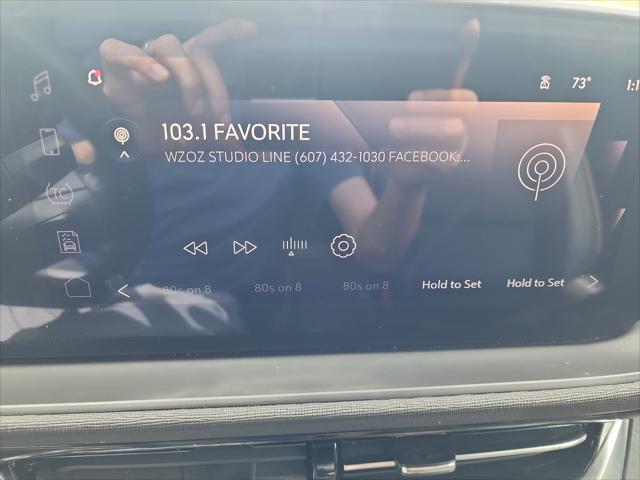 73°
103.1 FAVORITE
WZOZ STUDIO LINE (607) 432-1030 FACEBOOK:...
TC
80s on 8 80s on 8 80s on 8 Hold to Set Hold to Set